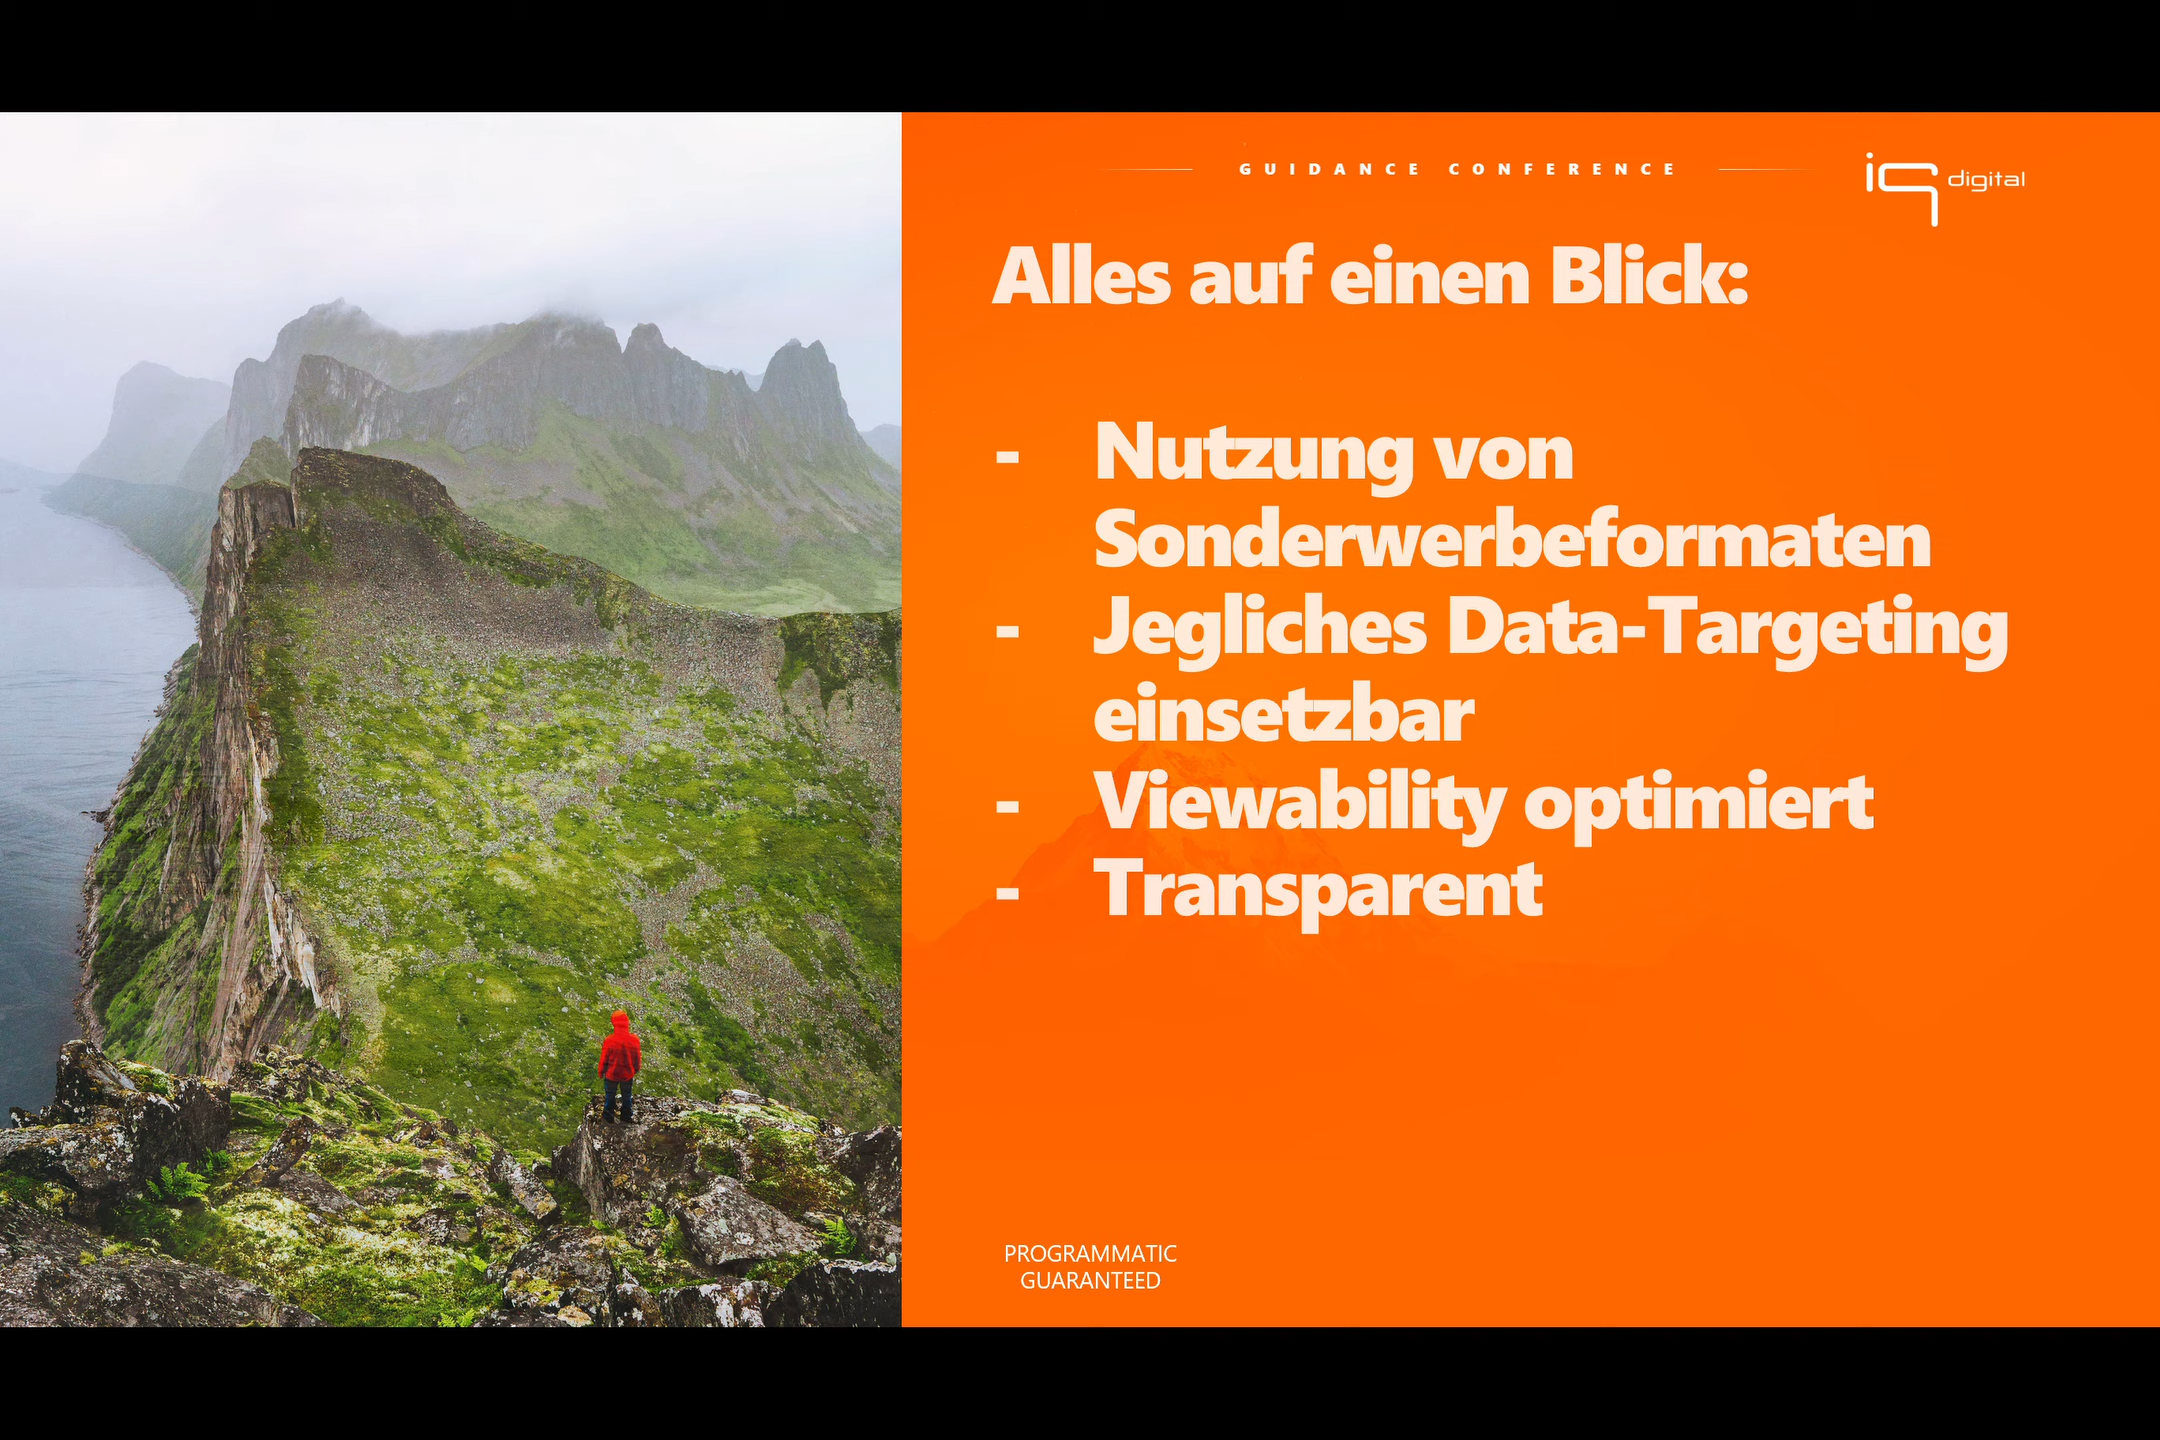 GUIDANCE CONFERENCE
iq digital
Alles auf einen Blick:
- Nutzung von
Sonderwerbeformaten
- Jegliches Data-Targeting
einsetzbar
- Viewability optimiert
- Transparent
PROGRAMMATIC
GUARANTEED